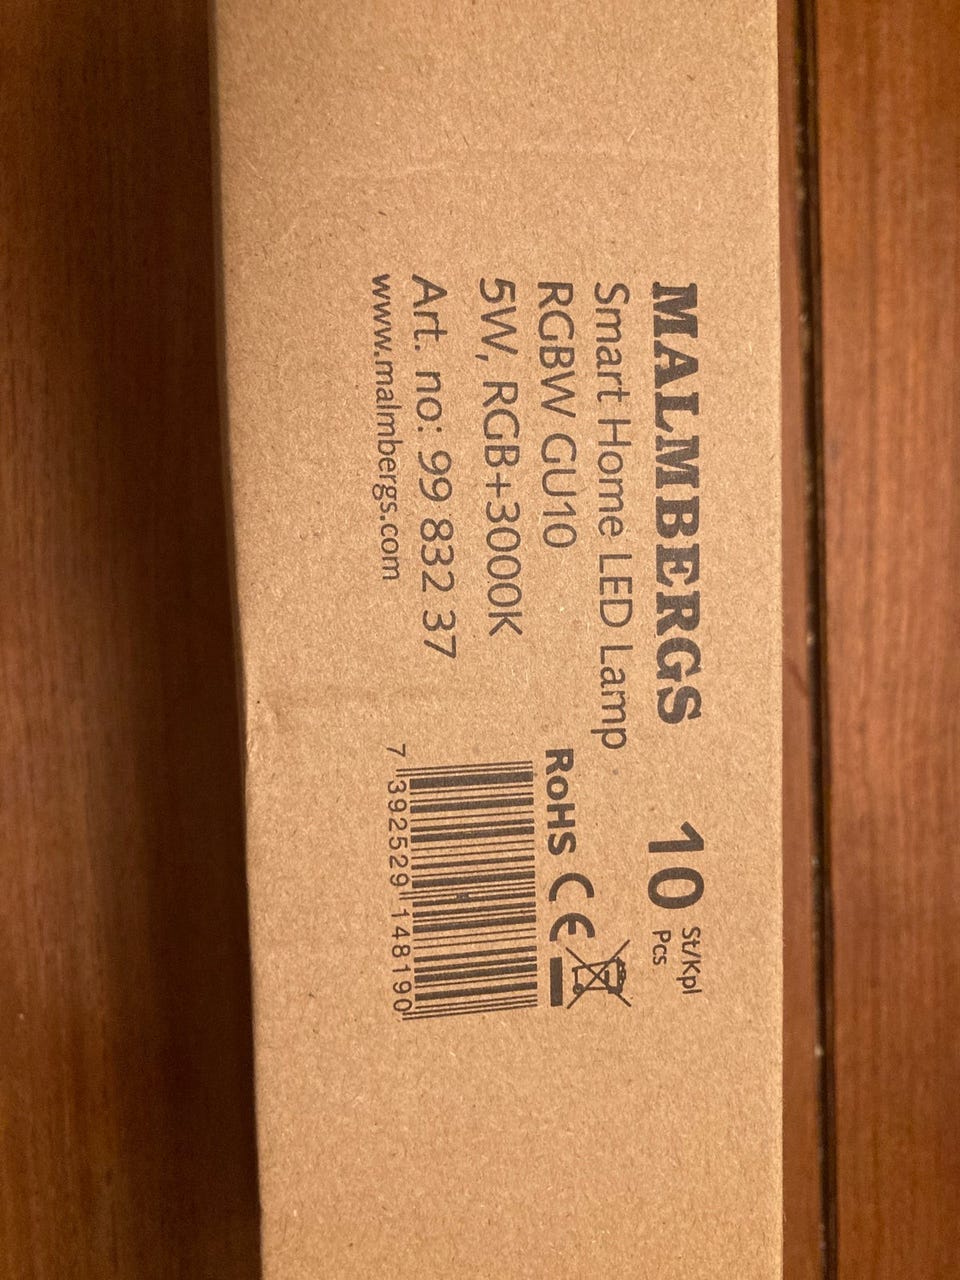 MALMBERGS 10 St/Kpl
Pcs
Smart Home LED Lamp
RGBW GU10
5W, RGB+3000K
Art. no: 99 832 37
www.malmbergs.com
RoHS CE
7 392529 148190